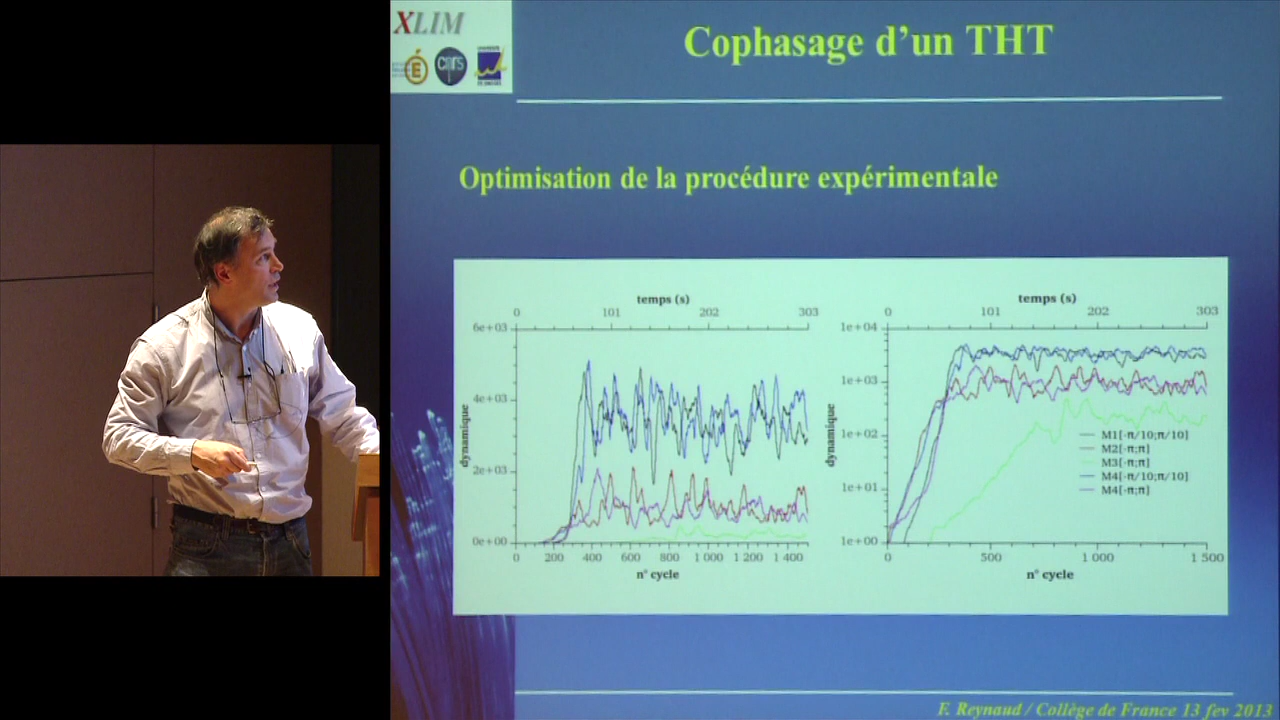 XLIM
cnrs
Cophasage d'un THT
Optimisation de la procédure expérimentale
temps (s)
0 101 202 303
6e+03
4e+03
2e+03
0e+00
dynamique
0 200 400 600 800 1 000 1 200 1 400
n° cycle
temps (s)
0 101 202 303
1e+04
1e+03
1e+02
1e+01
1e+00
dynamique
M1[-π/10;π/10]
M2[-π;π]
M3[-π;π]
M4[-π/10;π/10]
M4[-π;π]
0 500 1 000 1 500
n° cycle
F. Reynaud / Collège de France 13 fev 2013